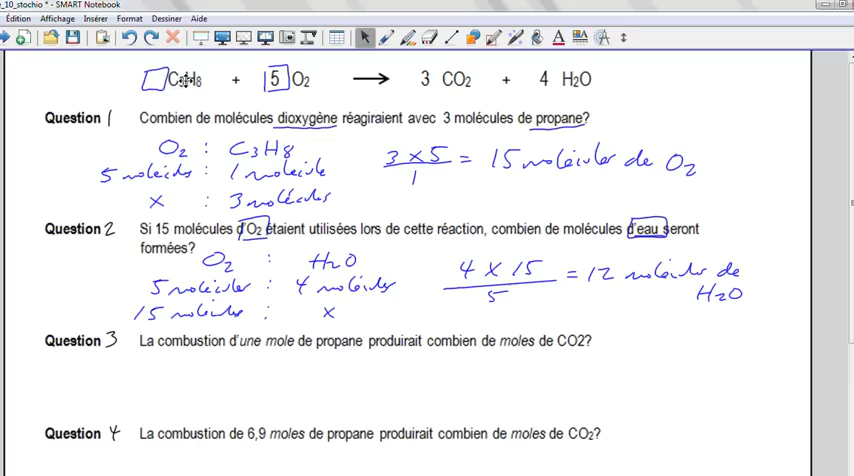 _10_stochio * - SMART Notebook
Édition Affichage Insérer Format Dessiner Aide
C3H8 + 5 O2 → 3 CO2 + 4 H2O
Question 1 Combien de molécules dioxygène réagiraient avec 3 molécules de propane?
O2 : C3H8
5 molécules : 1 molécule
x : 3 molécules
3 x 5 / 1 = 15 molécules de O2
Question 2 Si 15 molécules d'O2 étaient utilisées lors de cette réaction, combien de molécules d'eau seront
formées?
O2 : H2O
5 molécules : 4 molécules
15 molécules : x
4 x 15 / 5 = 12 molécules de
H2O
Question 3 La combustion d'une mole de propane produirait combien de moles de CO2?
Question 4 La combustion de 6,9 moles de propane produirait combien de moles de CO2?